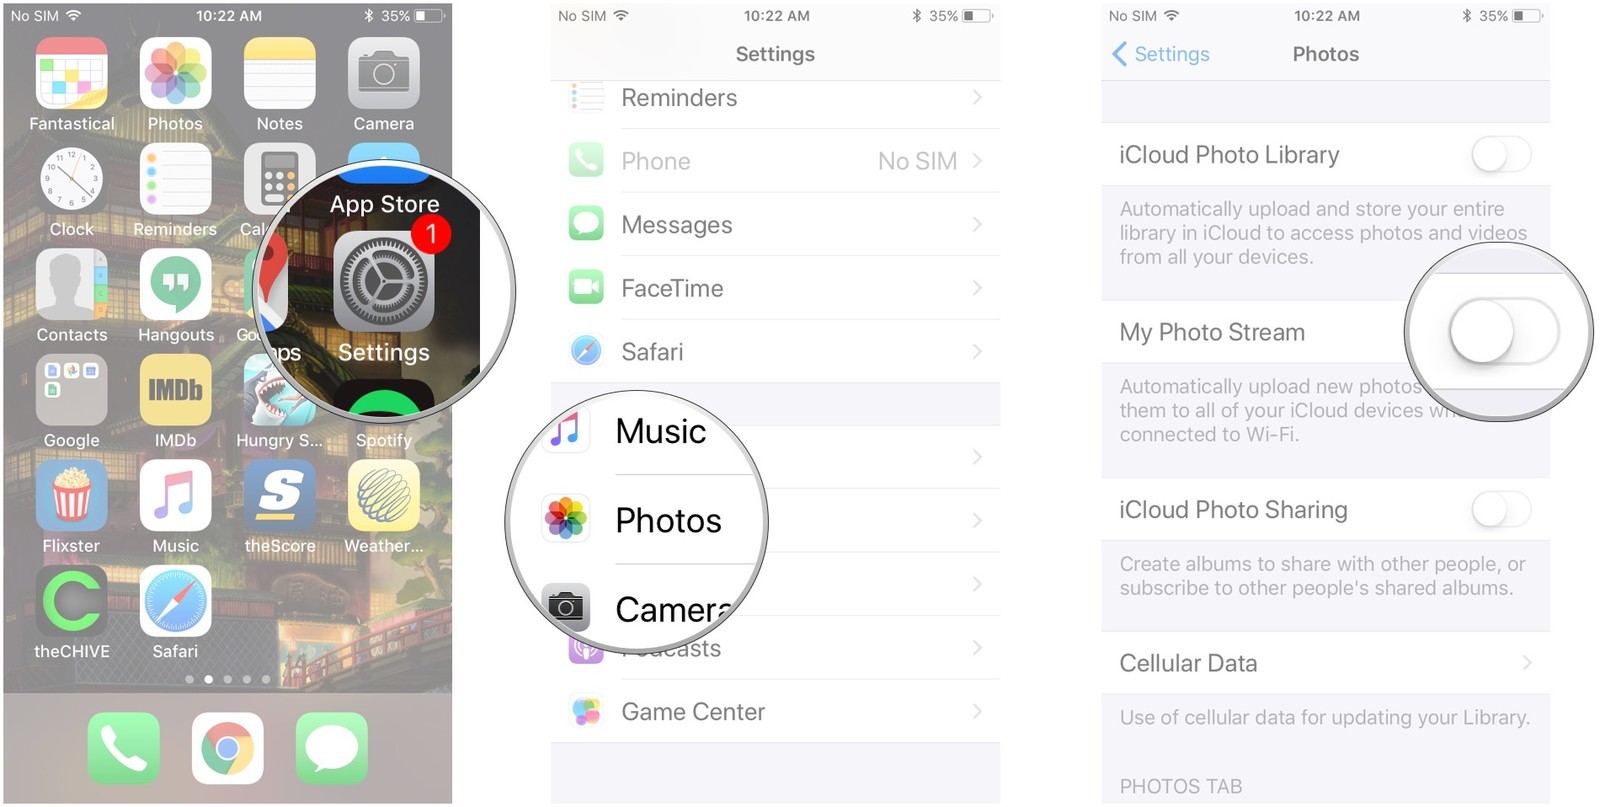 No SIM 10:22 AM 35%
Fantastical Photos Notes Camera
Clock Reminders Cal
App Store
1
Contacts Hangouts Go
ps Settings
IMDb
Google IMDb Hungry S... Spotify
S
Flixster Music theScore Weather...
C
theCHIVE Safari
No SIM 10:22 AM 35%
Settings
Reminders
Phone No SIM
Messages
FaceTime
Safari
Music
Photos
Camera
Podcasts
Game Center
No SIM 10:22 AM 35%
Settings Photos
iCloud Photo Library
Automatically upload and store your entire
library in iCloud to access photos and videos
from all your devices.
My Photo Stream
Automatically upload new photos
them to all of your iCloud devices wh
connected to Wi-Fi.
iCloud Photo Sharing
Create albums to share with other people, or
subscribe to other people's shared albums.
Cellular Data
Use of cellular data for updating your Library.
PHOTOS TAB